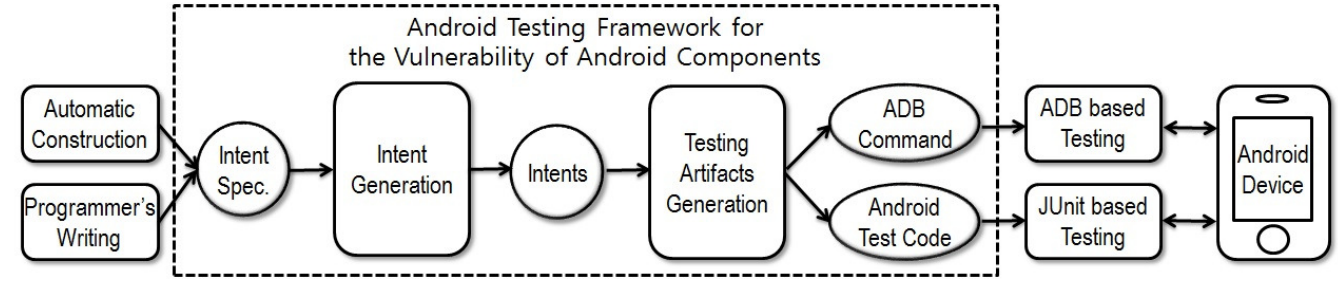 Android Testing Framework for
the Vulnerability of Android Components
Automatic
Construction
Programmer's
Writing
Intent
Spec.
Intent
Generation
Intents
Testing
Artifacts
Generation
ADB
Command
Android
Test Code
ADB based
Testing
JUnit based
Testing
Android
Device